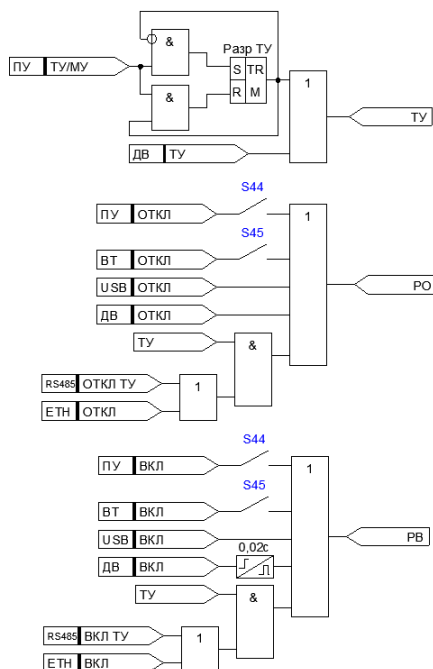 &
Разр ТУ
ПУ ТУ/МУ
S TR
R M
&
1
ТУ
ДВ ТУ
S44
ПУ ОТКЛ
1
S45
ВТ ОТКЛ
USB ОТКЛ
РО
ДВ ОТКЛ
ТУ
&
RS485 ОТКЛ ТУ
1
ETH ОТКЛ
S44
ПУ ВКЛ
1
S45
ВТ ВКЛ
USB ВКЛ
РВ
0,02с
ДВ ВКЛ
ТУ
&
RS485 ВКЛ ТУ
1
ETH ВКЛ